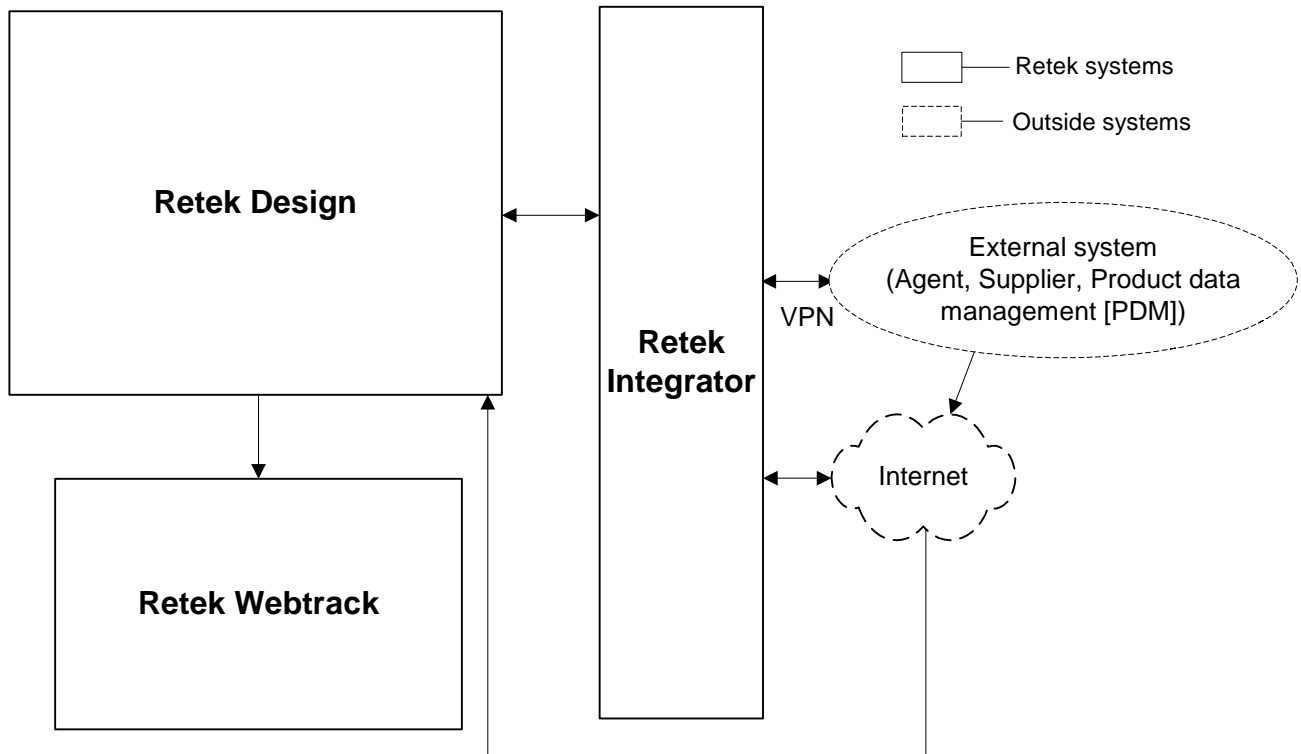 Retek systems
Outside systems
Retek Design
External system
(Agent, Supplier, Product data
management [PDM])
VPN
Retek
Integrator
Internet
Retek Webtrack